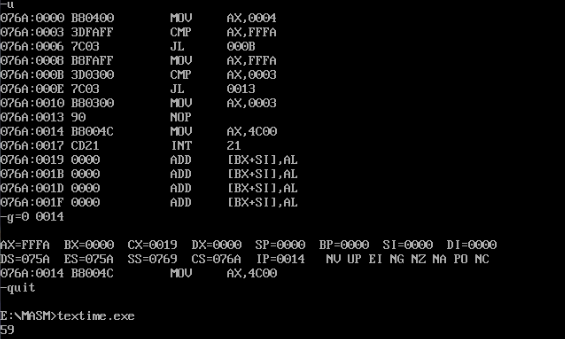 -u
076A:0000 B80400 MOV AX,0004
076A:0003 3DFAFF CMP AX,FFFA
076A:0006 7C03 JL 000B
076A:0008 B8FAFF MOV AX,FFFA
076A:000B 3D0300 CMP AX,0003
076A:000E 7C03 JL 0013
076A:0010 B80300 MOV AX,0003
076A:0013 90 NOP
076A:0014 B8004C MOV AX,4C00
076A:0017 CD21 INT 21
076A:0019 0000 ADD [BX+SI],AL
076A:001B 0000 ADD [BX+SI],AL
076A:001D 0000 ADD [BX+SI],AL
076A:001F 0000 ADD [BX+SI],AL
-g=0 0014
AX=FFFA BX=0000 CX=0019 DX=0000 SP=0000 BP=0000 SI=0000 DI=0000
DS=075A ES=075A SS=0769 CS=076A IP=0014 NV UP EI NG NZ NA PO NC
076A:0014 B8004C MOV AX,4C00
-quit
E:\MASM>textime.exe
59